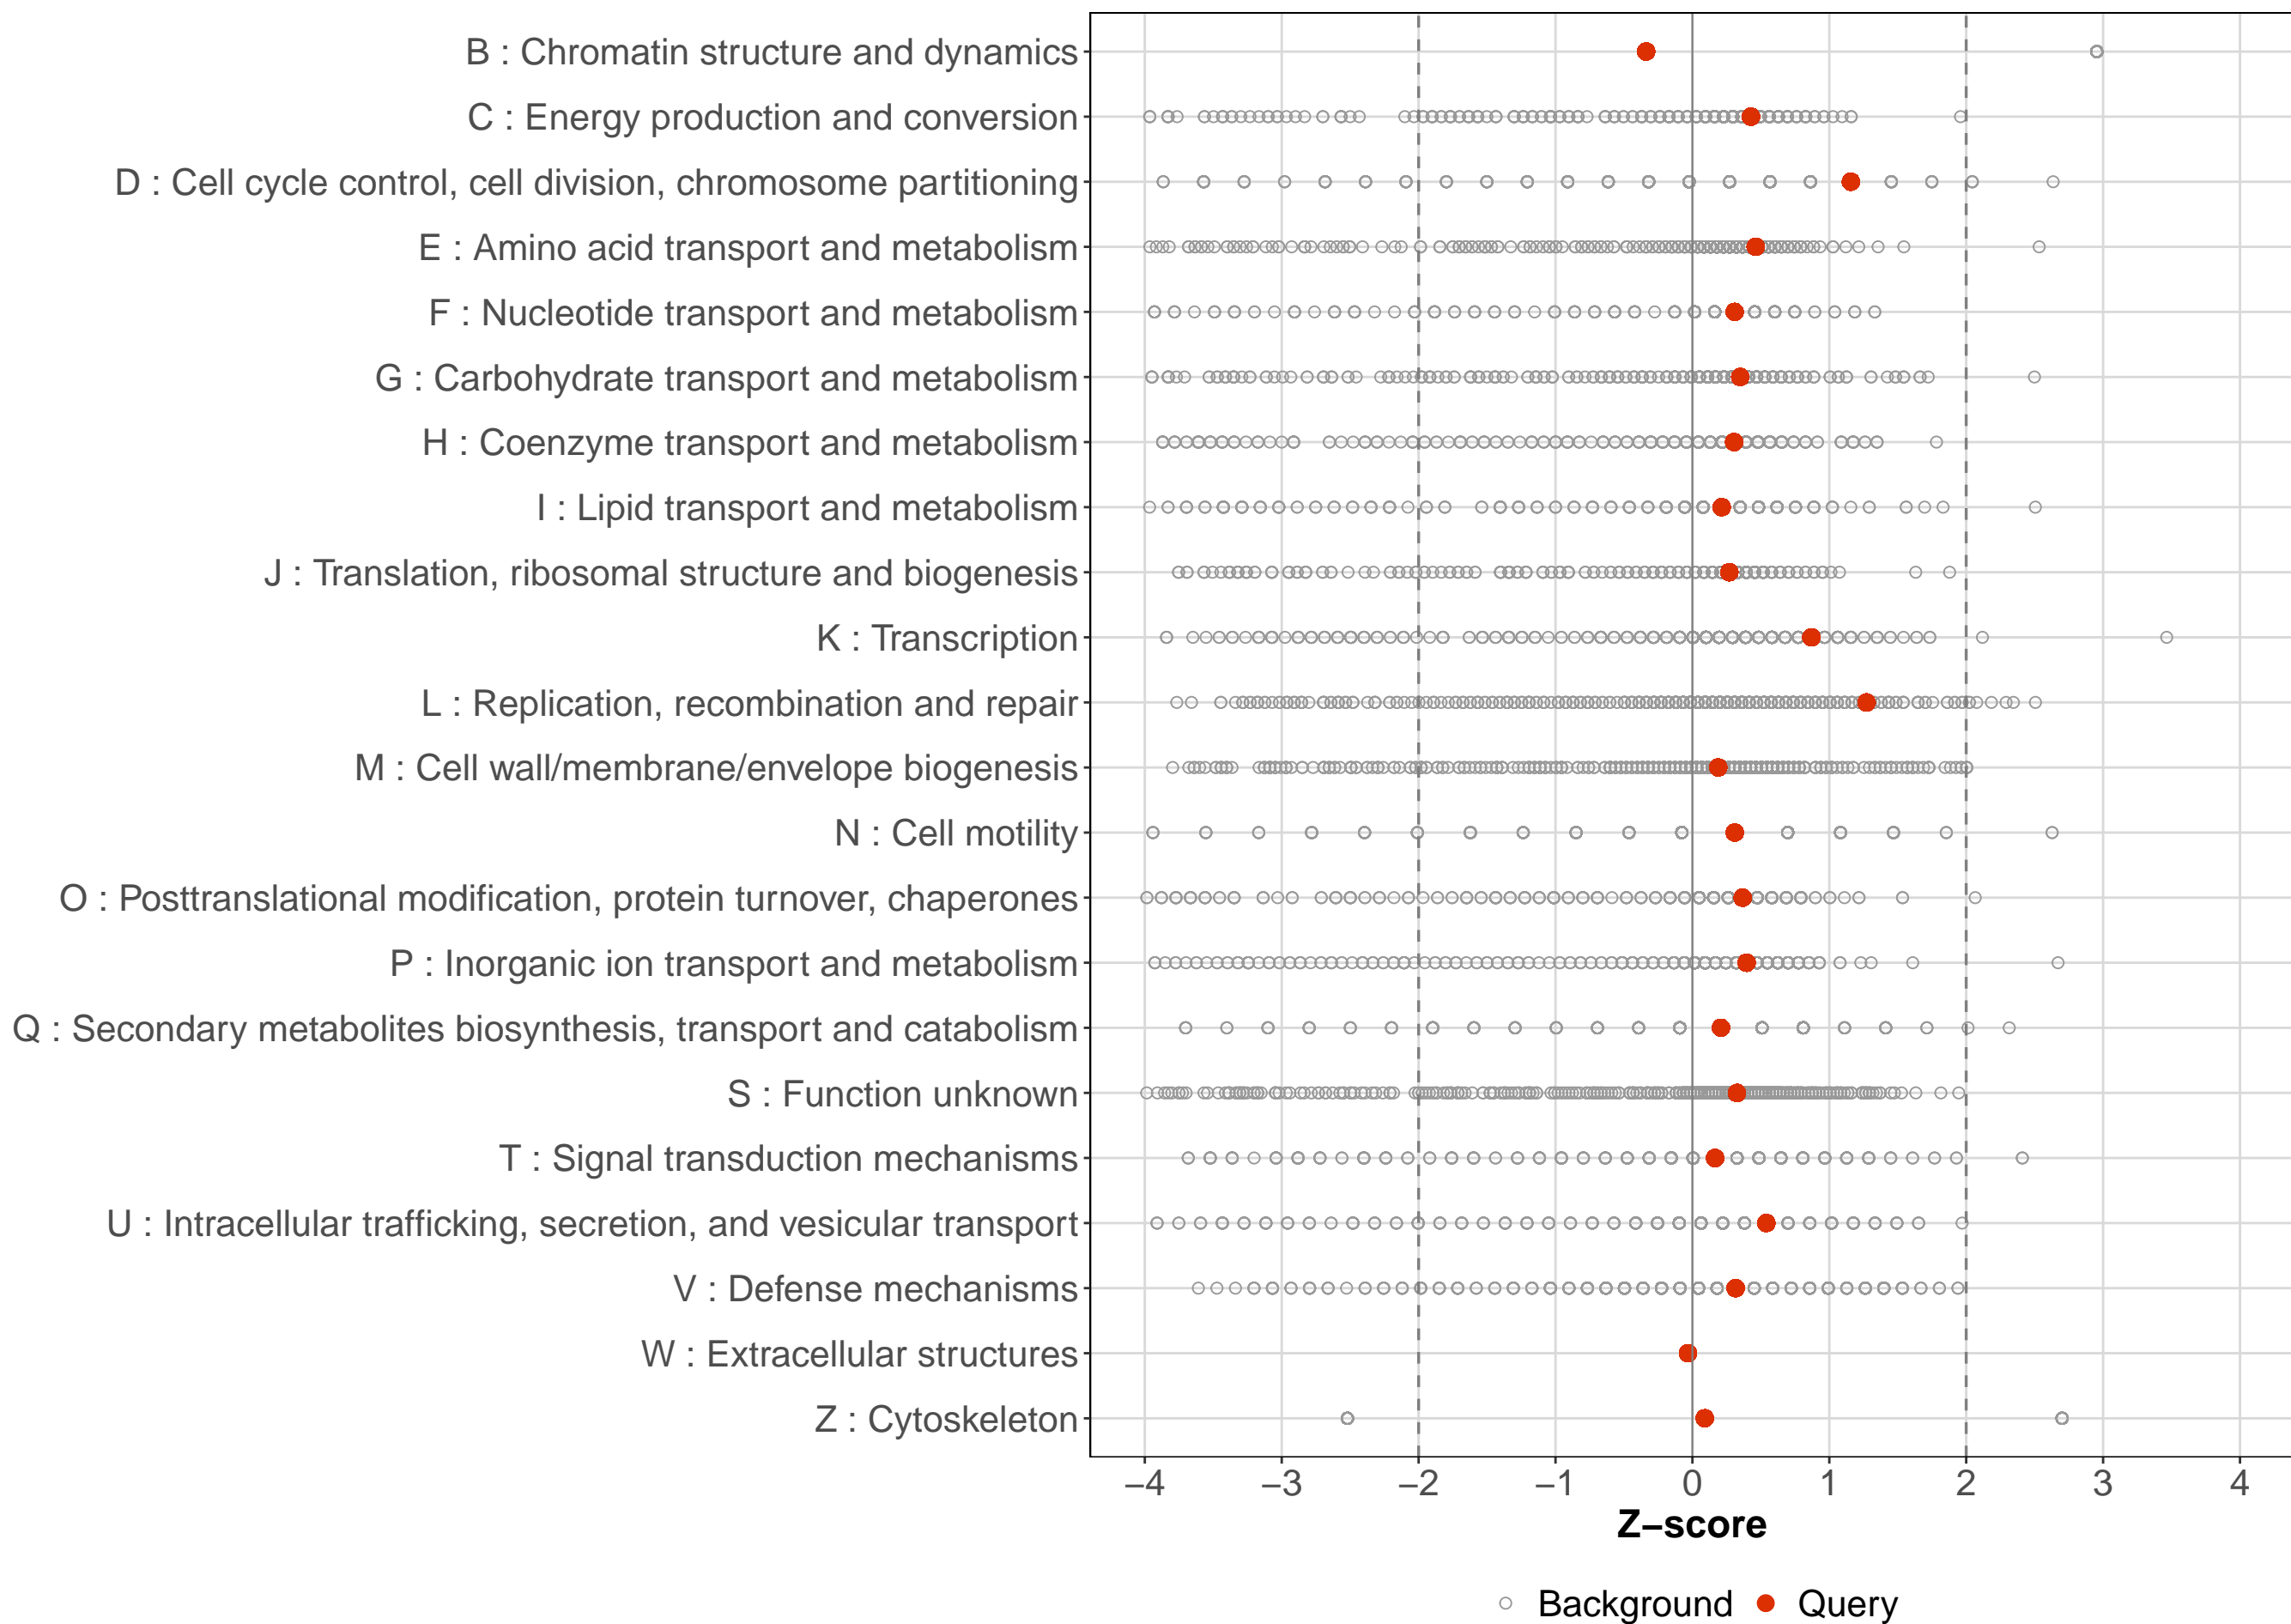 B : Chromatin structure and dynamics
C : Energy production and conversion
D : Cell cycle control, cell division, chromosome partitioning
E : Amino acid transport and metabolism
F : Nucleotide transport and metabolism
G : Carbohydrate transport and metabolism
H : Coenzyme transport and metabolism
I : Lipid transport and metabolism
J : Translation, ribosomal structure and biogenesis
K : Transcription
L : Replication, recombination and repair
M : Cell wall/membrane/envelope biogenesis
N : Cell motility
O : Posttranslational modification, protein turnover, chaperones
P : Inorganic ion transport and metabolism
Q : Secondary metabolites biosynthesis, transport and catabolism
S : Function unknown
T : Signal transduction mechanisms
U : Intracellular trafficking, secretion, and vesicular transport
V : Defense mechanisms
W : Extracellular structures
Z : Cytoskeleton
−4 −3 −2 −1 0 1 2 3 4
Z−score
Background Query